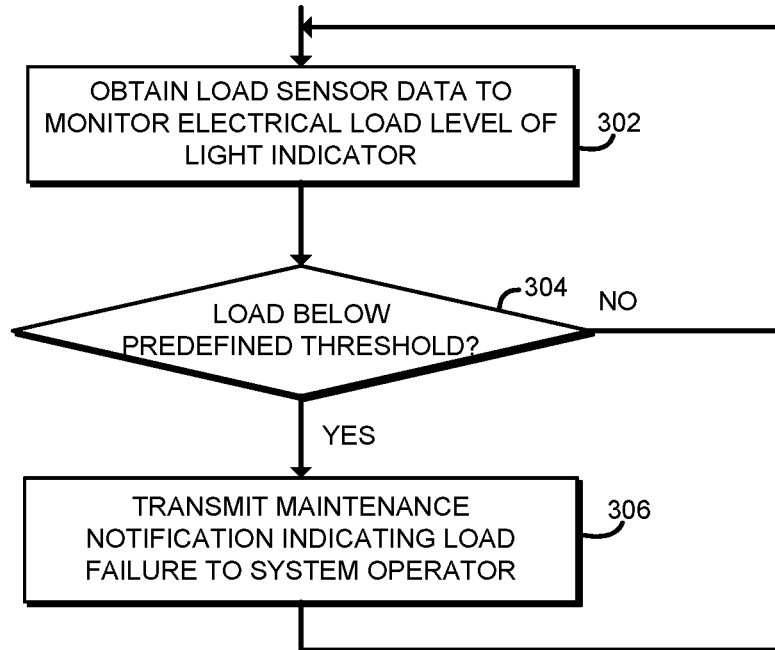 OBTAIN LOAD SENSOR DATA TO
MONITOR ELECTRICAL LOAD LEVEL OF
LIGHT INDICATOR
302
304
NO
LOAD BELOW
PREDEFINED THRESHOLD?
YES
TRANSMIT MAINTENANCE
NOTIFICATION INDICATING LOAD
FAILURE TO SYSTEM OPERATOR
306